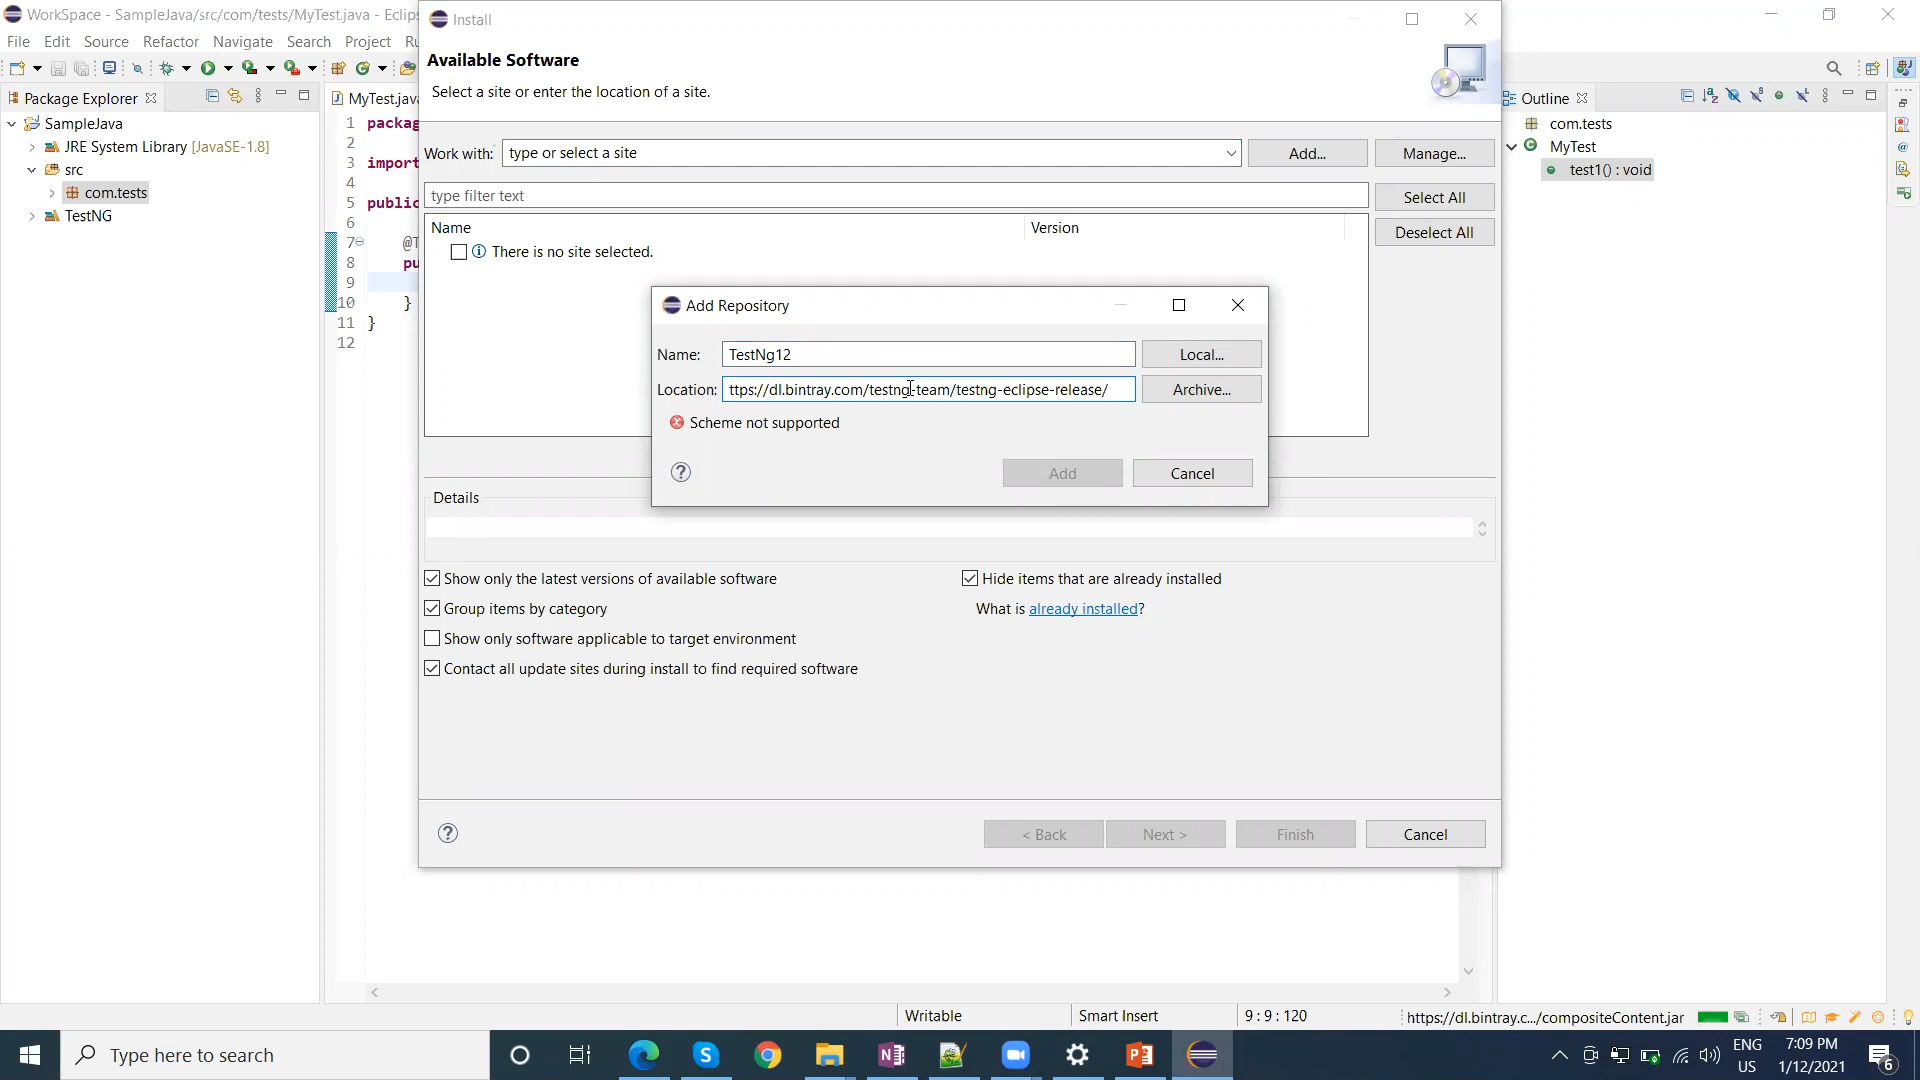 WorkSpace - SampleJava/src/com/tests/MyTest.java - Eclips
Install
File Edit Source Refactor Navigate Search Project Ru
Available Software
Select a site or enter the location of a site.
Package Explorer
MyTest.java
Outline
SampleJava
JRE System Library [JavaSE-1.8]
src
com.tests
TestNG
1 packag
2
3 import
4
5 public
6
7 @T
8 pu
9
10 }
11 }
12
Work with: type or select a site Add... Manage...
type filter text Select All
Name Version Deselect All
There is no site selected.
com.tests
MyTest
test1() : void
Add Repository
Name: TestNg12 Local...
Location: ttps://dl.bintray.com/testng-team/testng-eclipse-release/ Archive...
Scheme not supported
Add Cancel
Details
Show only the latest versions of available software Hide items that are already installed
Group items by category What is already installed?
Show only software applicable to target environment
Contact all update sites during install to find required software
< Back Next > Finish Cancel
Writable Smart Insert 9 : 9 : 120 https://dl.bintray.c.../compositeContent.jar
Type here to search
ENG
US
7:09 PM
1/12/2021
6